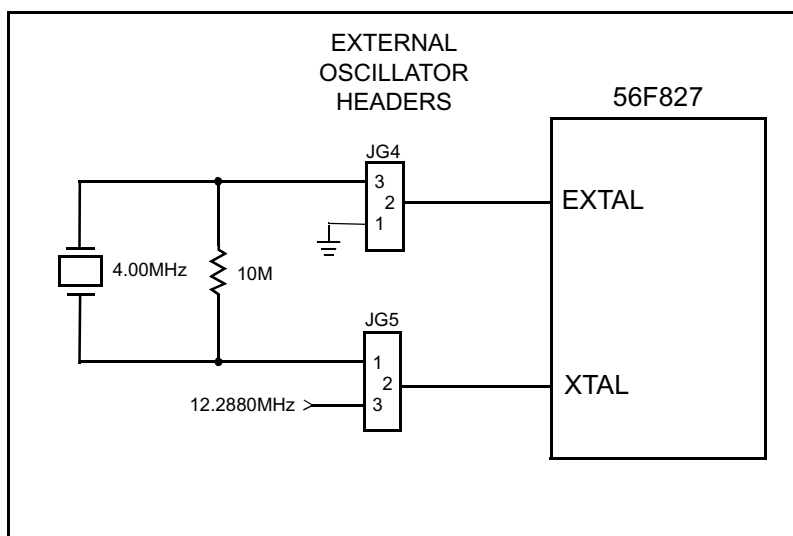 EXTERNAL
OSCILLATOR
HEADERS
56F827
JG4
3
2
1
EXTAL
4.00MHz
10M
JG5
1
2
3
XTAL
12.2880MHz